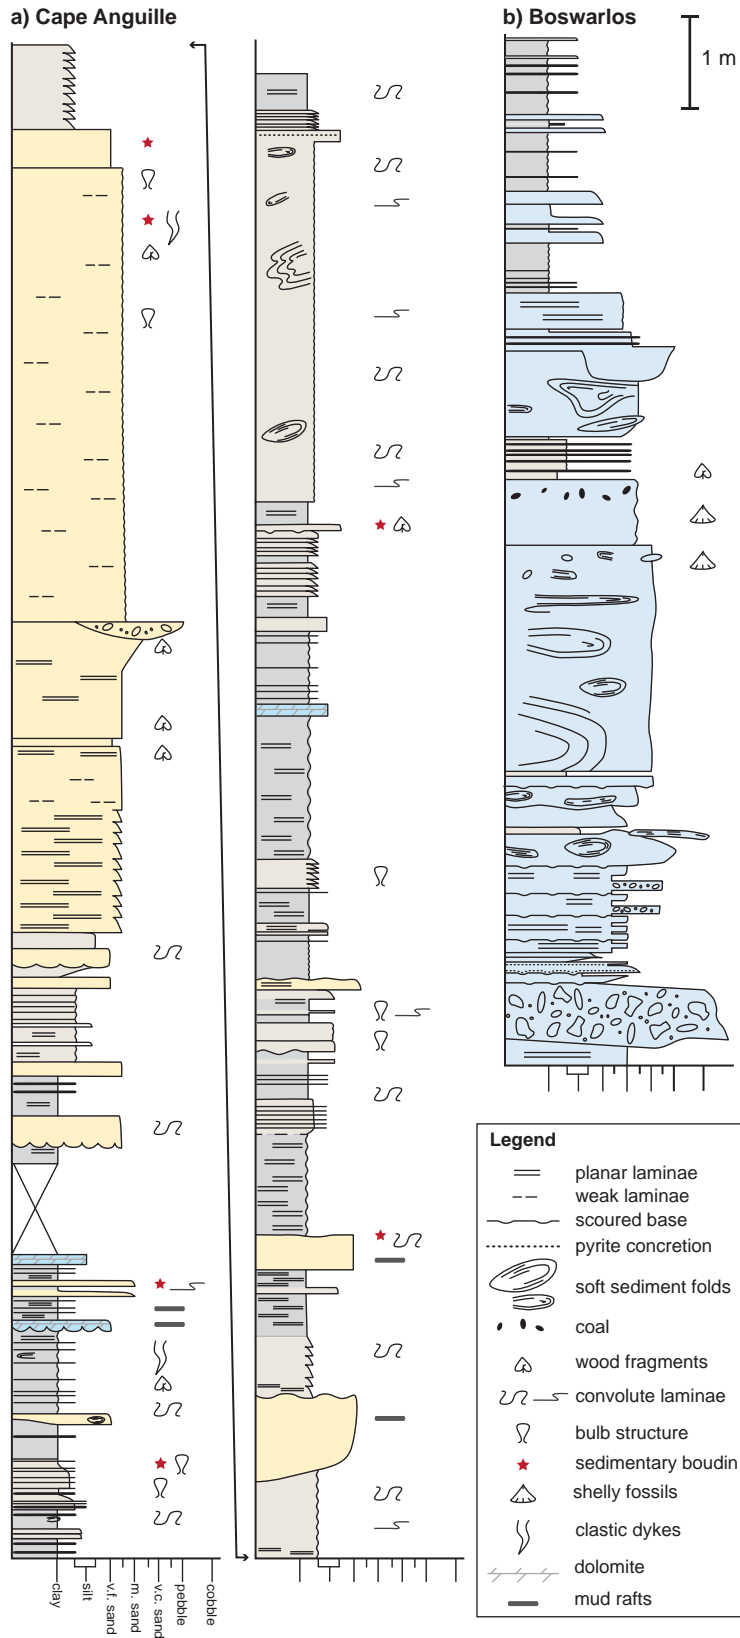 a) Cape Anguille
b) Boswarlos
1 m
clay
silt
v.f. sand
m. sand
v.c. sand
pebble
cobble
Legend
planar laminae
weak laminae
scoured base
pyrite concretion
soft sediment folds
coal
wood fragments
convolute laminae
bulb structure
sedimentary boudin
shelly fossils
clastic dykes
dolomite
mud rafts